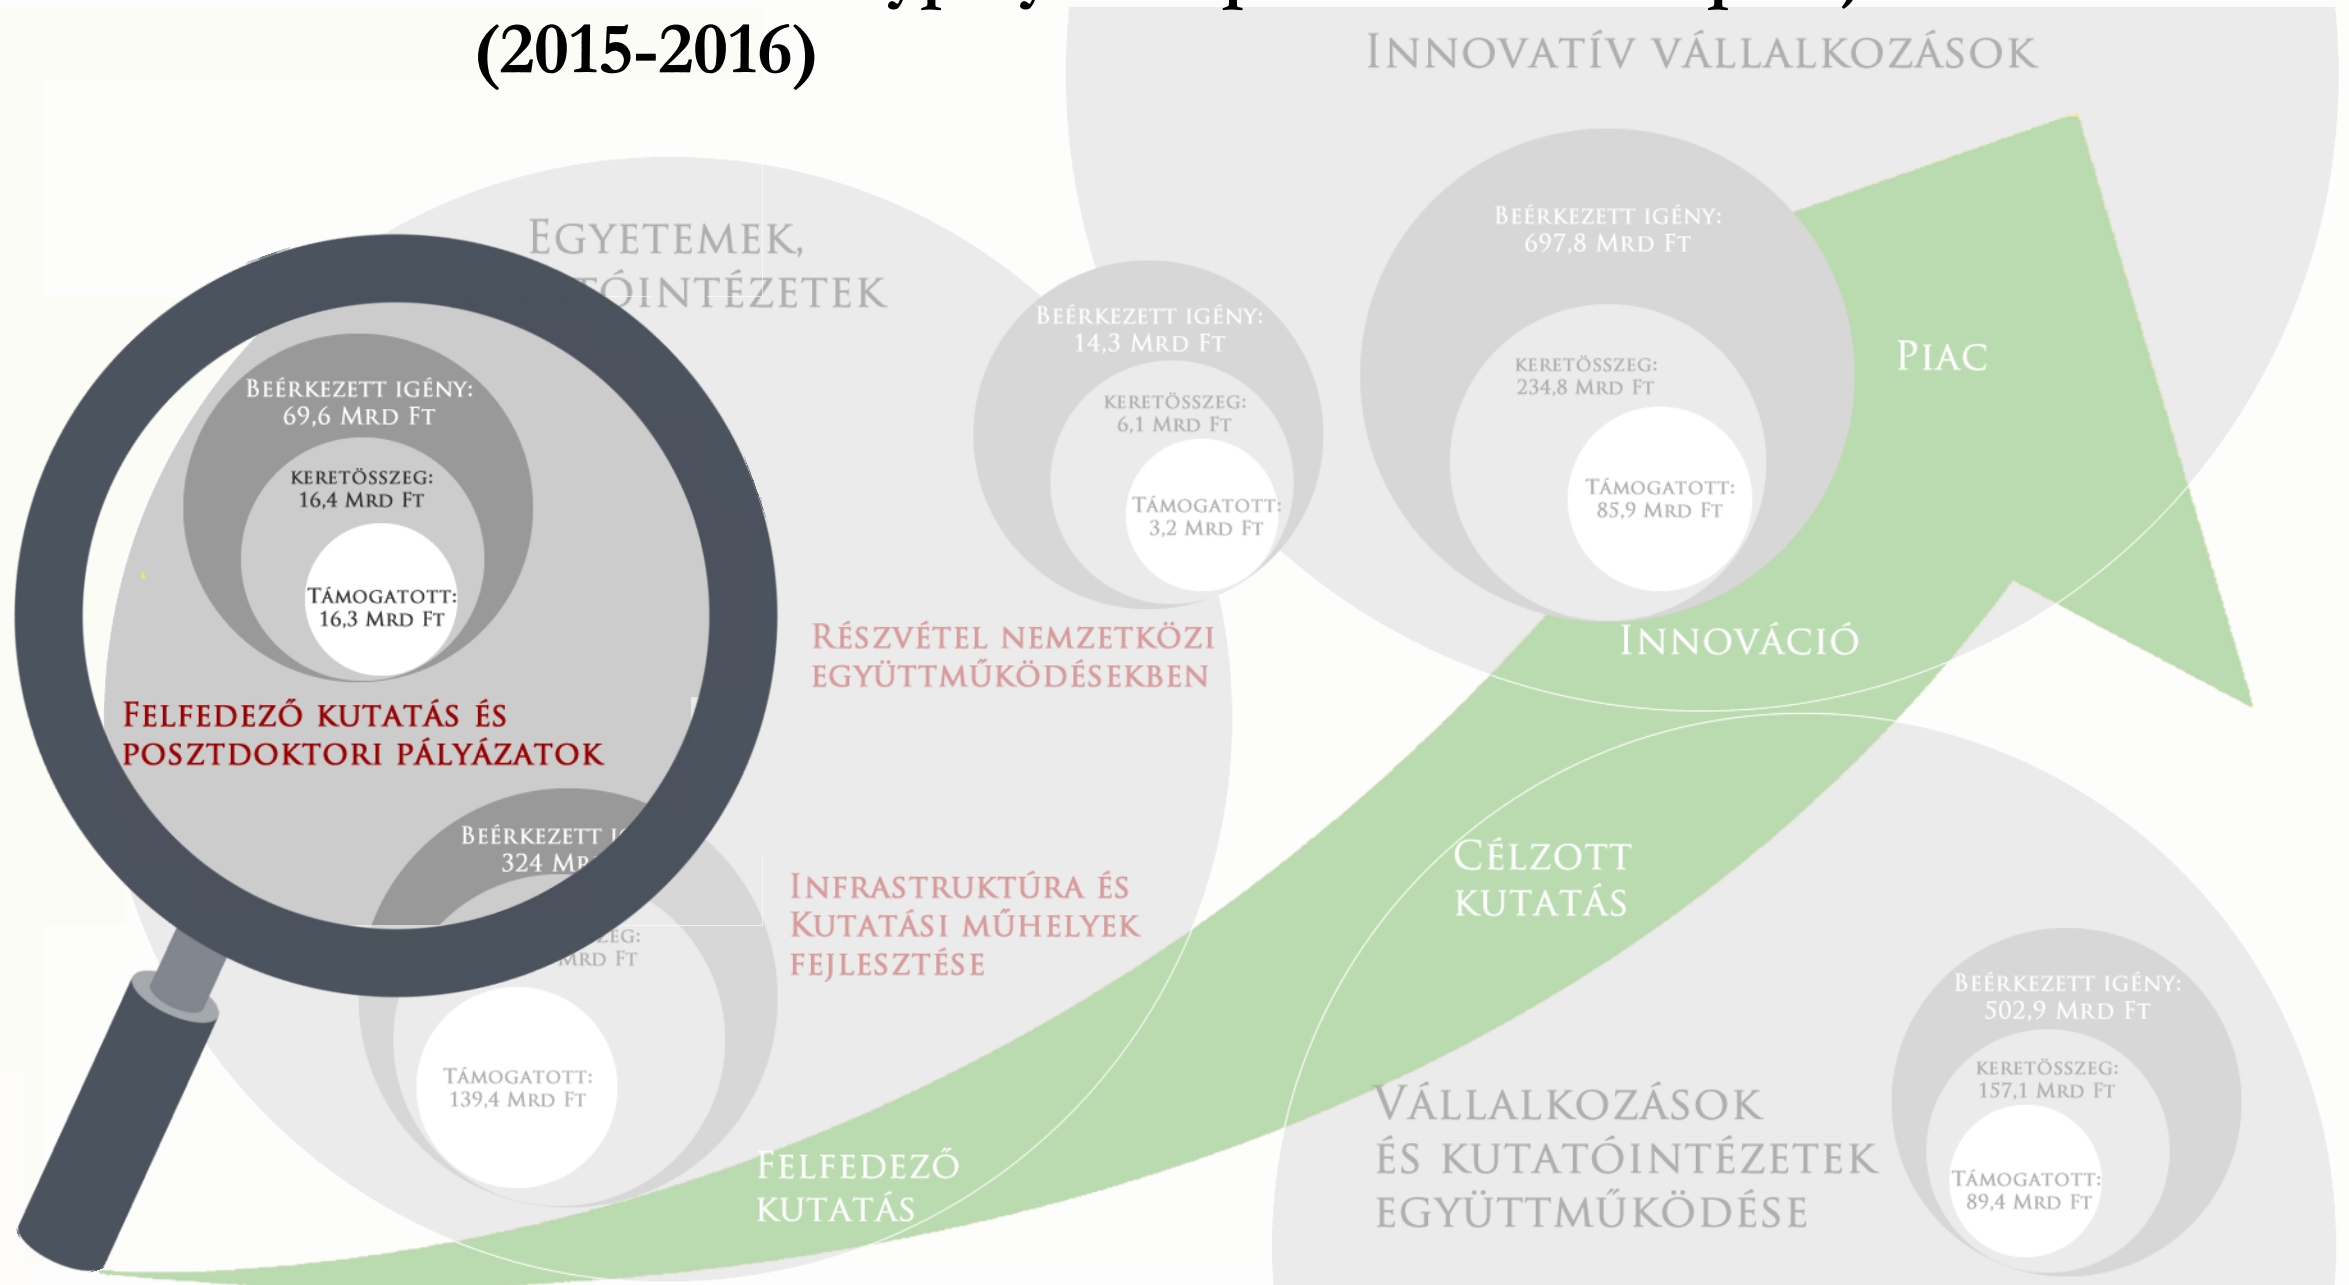 (2015-2016)
INNOVATÍV VÁLLALKOZÁSOK
EGYETEMEK,
BEÉRKEZETT IGÉNY:
697,8 MRD FT
KERETÖSSZEG:
234,8 MRD FT
TÁMOGATOTT:
85,9 MRD FT
PIAC
BEÉRKEZETT IGÉNY:
14,3 MRD FT
KERETÖSSZEG:
6,1 MRD FT
TÁMOGATOTT:
3,2 MRD FT
BEÉRKEZETT IGÉNY:
69,6 MRD FT
KERETÖSSZEG:
16,4 MRD FT
TÁMOGATOTT:
16,3 MRD FT
FELFEDEZŐ KUTATÁS ÉS
POSZTDOKTORI PÁLYÁZATOK
RÉSZVÉTEL NEMZETKÖZI
EGYÜTTMŰKÖDÉSEKBEN
INNOVÁCIÓ
BEÉRKEZETT
324
MRD FT
TÁMOGATOTT:
139,4 MRD FT
INFRASTRUKTÚRA ÉS
KUTATÁSI MŰHELYEK
FEJLESZTÉSE
CÉLZOTT
KUTATÁS
FELFEDEZŐ
KUTATÁS
VÁLLALKOZÁSOK
ÉS KUTATÓINTÉZETEK
EGYÜTTMŰKÖDÉSE
BEÉRKEZETT IGÉNY:
502,9 MRD FT
KERETÖSSZEG:
157,1 MRD FT
TÁMOGATOTT:
89,4 MRD FT